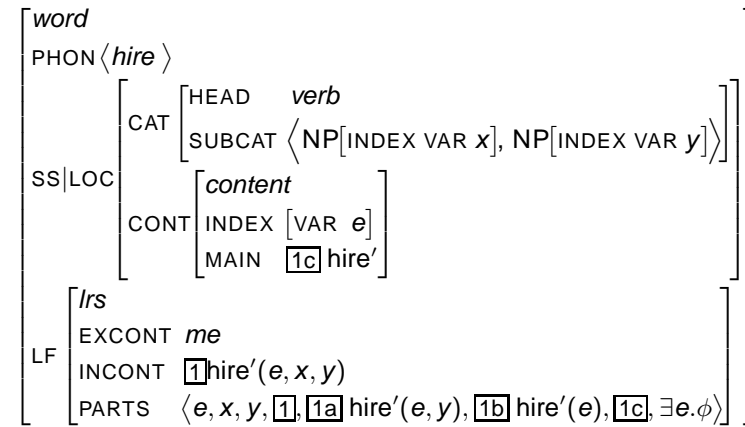 word
PHON ⟨hire ⟩
SS|LOC
CAT
HEAD verb
SUBCAT ⟨NP[INDEX VAR x], NP[INDEX VAR y]⟩
CONT
content
INDEX [VAR e]
MAIN 1c hire′
LF
lrs
EXCONT me
INCONT 1 hire′(e, x, y)
PARTS ⟨e, x, y, 1, 1a hire′(e, y), 1b hire′(e), 1c, ∃e.ϕ⟩